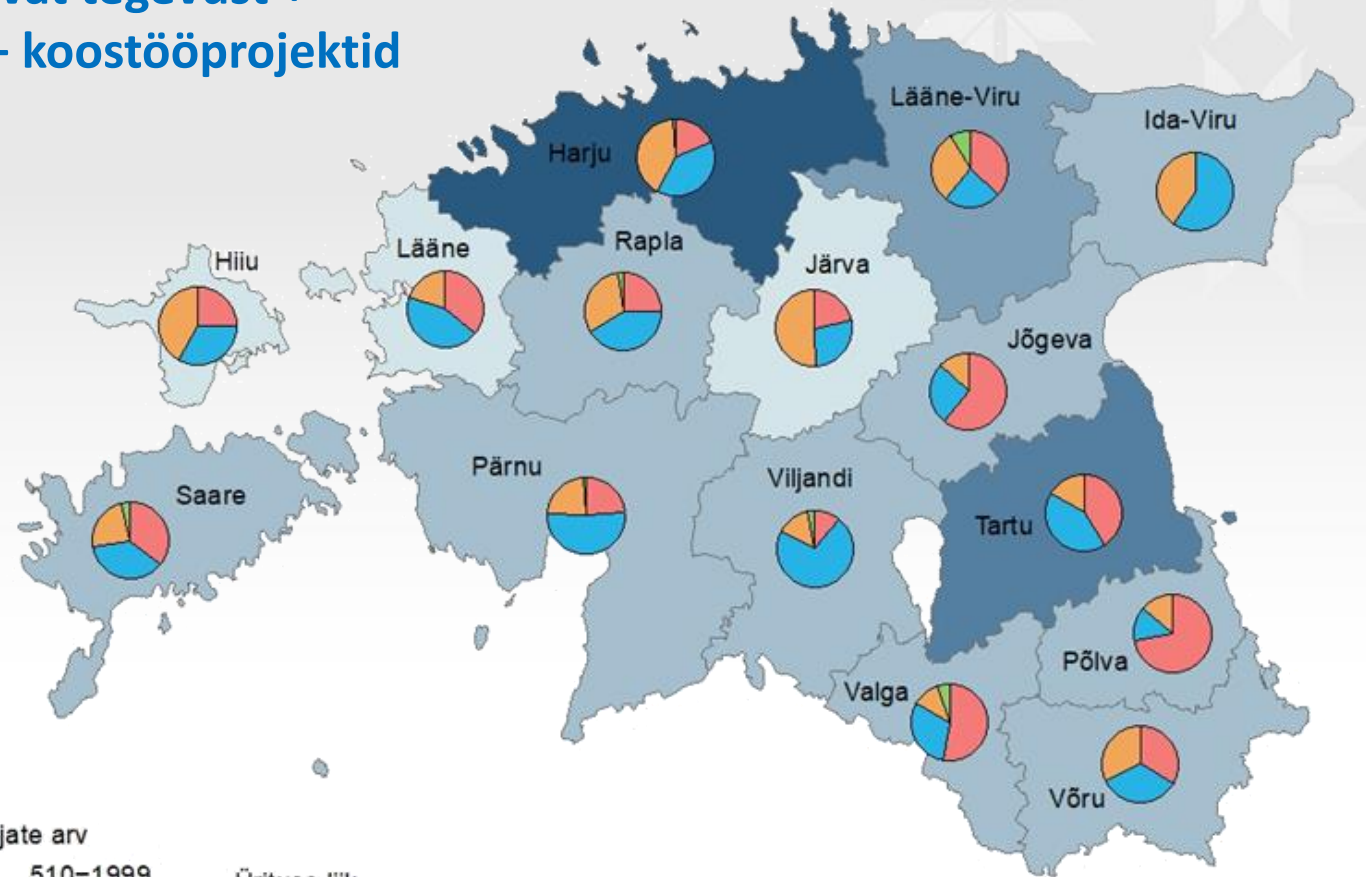 - koostööprojektid
Lääne-Viru
Ida-Viru
Harju
Rapla
Lääne
Hiiu
Järva
Jõgeva
Pärnu
Viljandi
Saare
Tartu
Põlva
Valga
Võru
jate arv
510-1999